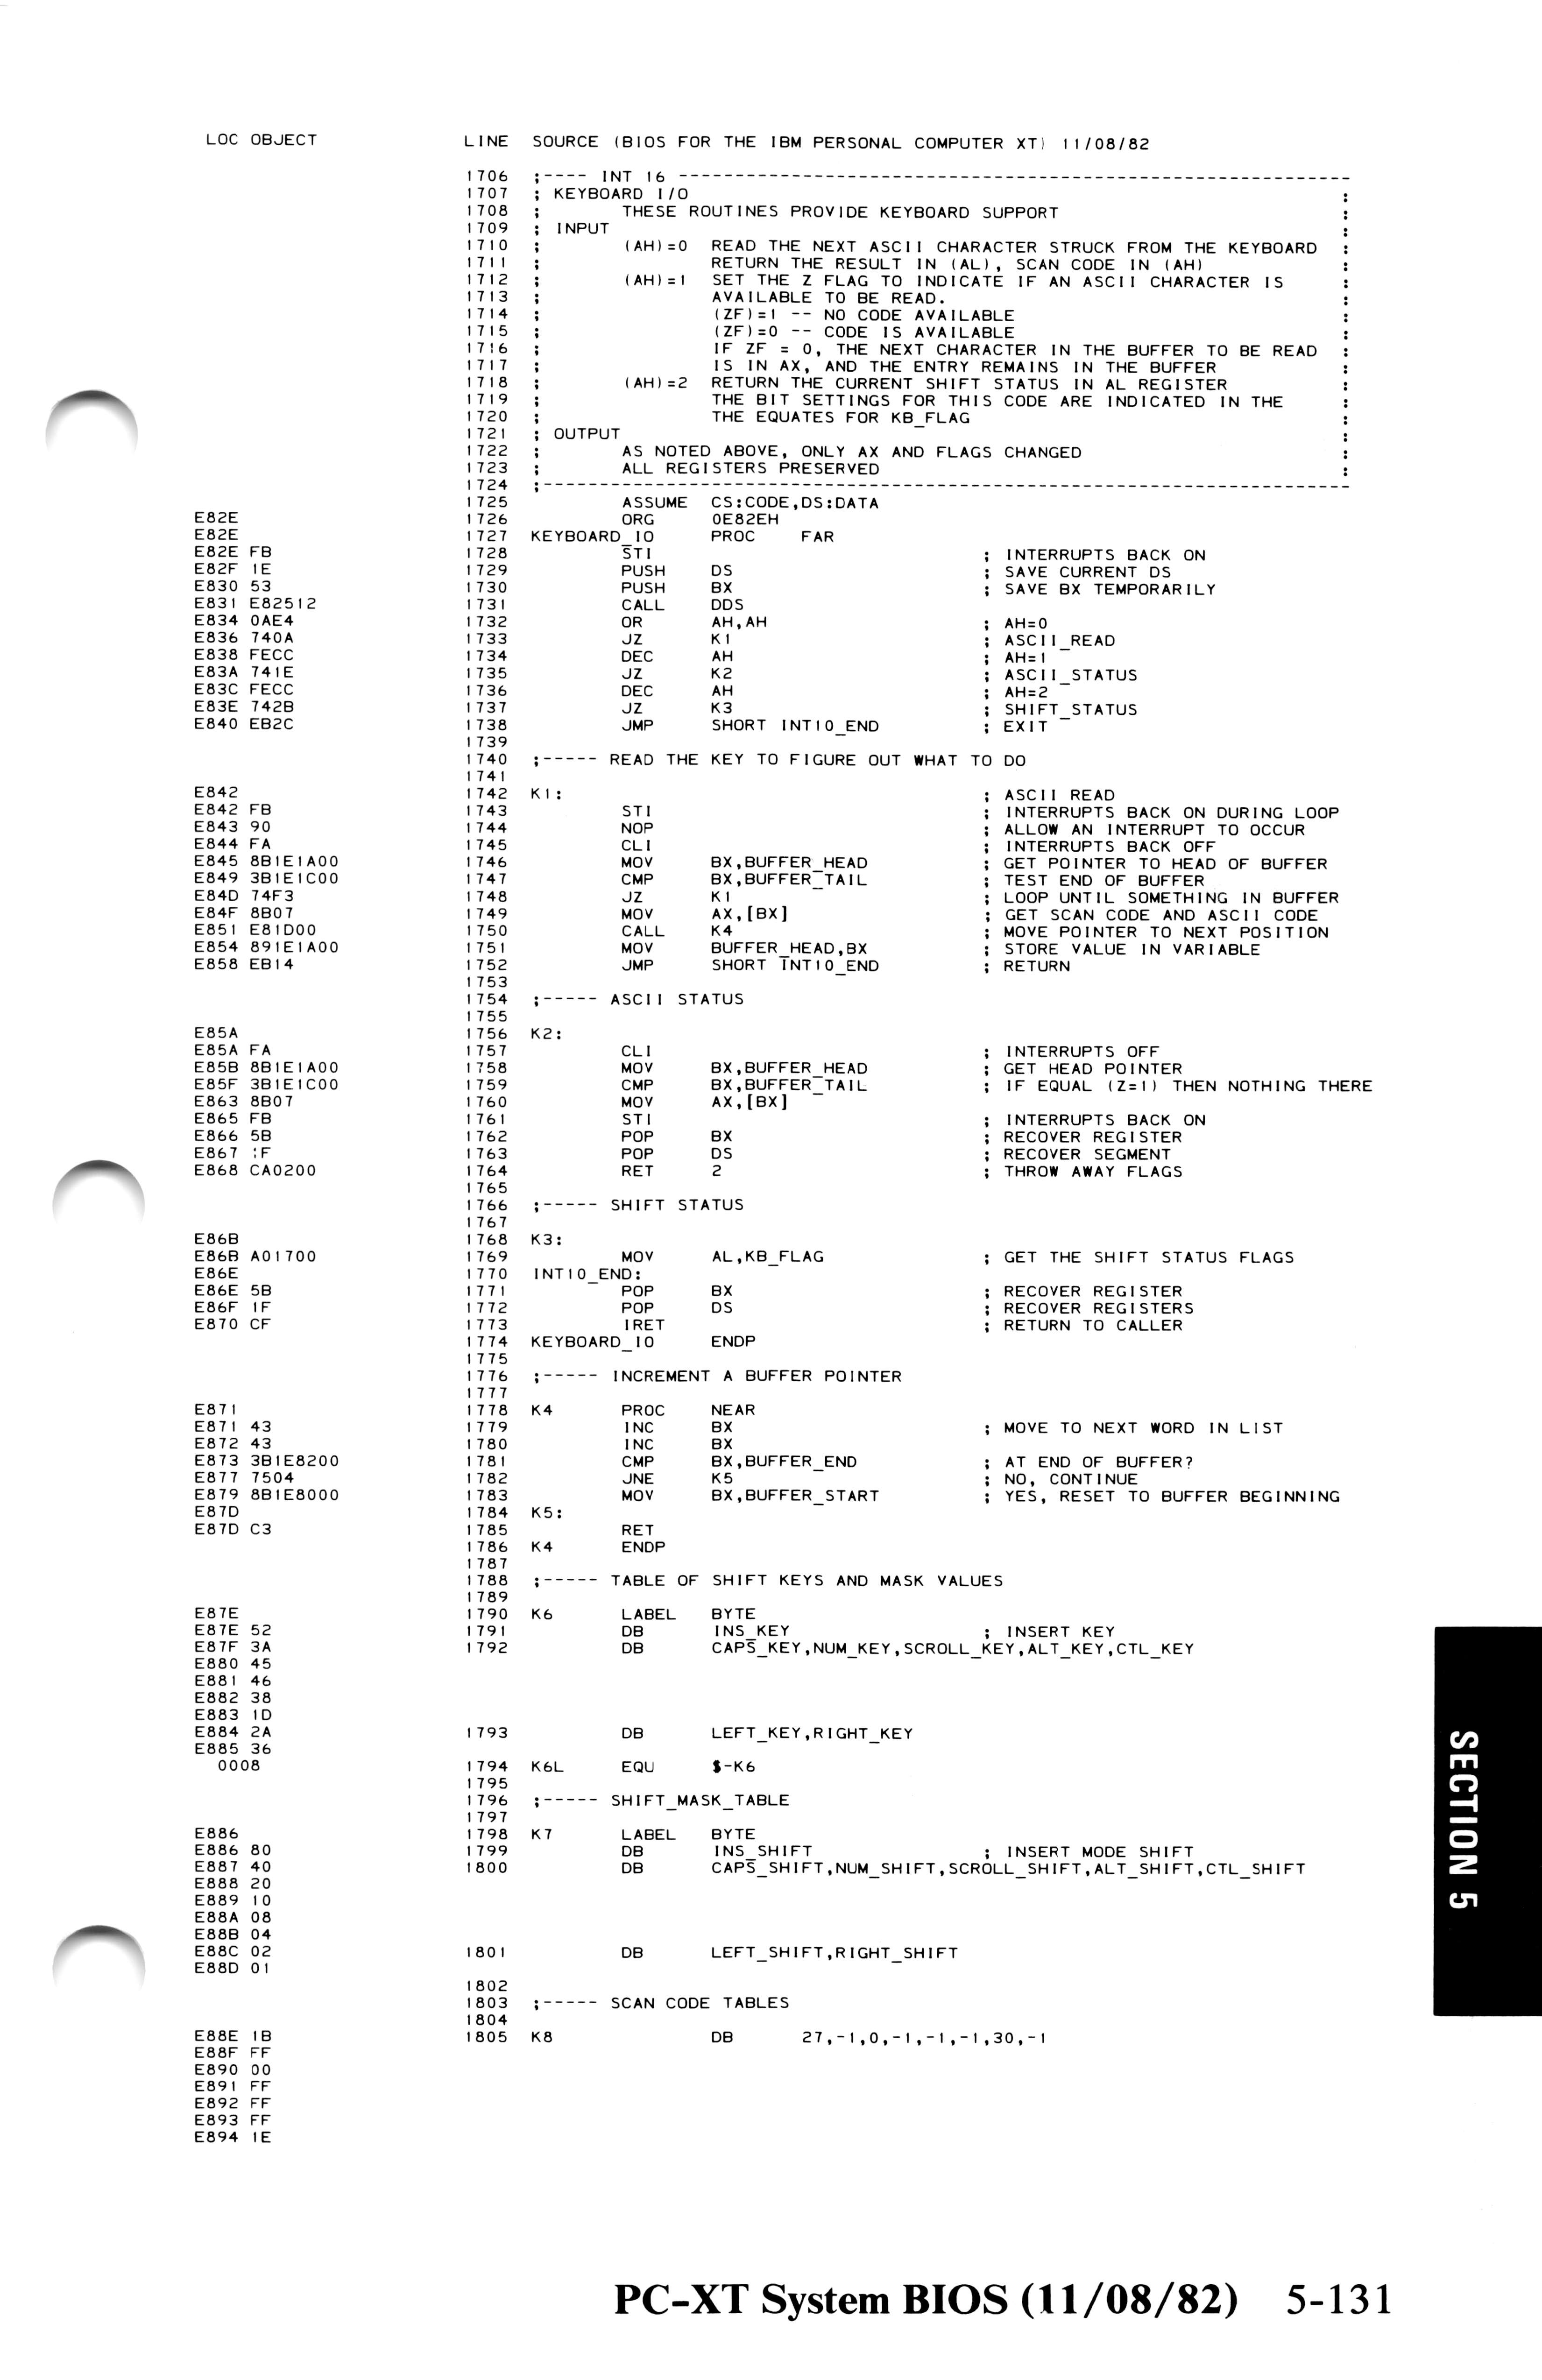 LOC OBJECT LINE SOURCE (BIOS FOR THE IBM PERSONAL COMPUTER XT) 11/08/82
1706 ;---- INT 16 ------------------------------------------------------------
1707 ; KEYBOARD I/O :
1708 ; THESE ROUTINES PROVIDE KEYBOARD SUPPORT :
1709 ; INPUT :
1710 ; (AH)=0 READ THE NEXT ASCII CHARACTER STRUCK FROM THE KEYBOARD :
1711 ; RETURN THE RESULT IN (AL), SCAN CODE IN (AH) :
1712 ; (AH)=1 SET THE Z FLAG TO INDICATE IF AN ASCII CHARACTER IS :
1713 ; AVAILABLE TO BE READ. :
1714 ; (ZF)=1 -- NO CODE AVAILABLE :
1715 ; (ZF)=0 -- CODE IS AVAILABLE :
1716 ; IF ZF = 0, THE NEXT CHARACTER IN THE BUFFER TO BE READ :
1717 ; IS IN AX, AND THE ENTRY REMAINS IN THE BUFFER :
1718 ; (AH)=2 RETURN THE CURRENT SHIFT STATUS IN AL REGISTER :
1719 ; THE BIT SETTINGS FOR THIS CODE ARE INDICATED IN THE :
1720 ; THE EQUATES FOR KB_FLAG :
1721 ; OUTPUT :
1722 ; AS NOTED ABOVE, ONLY AX AND FLAGS CHANGED :
1723 ; ALL REGISTERS PRESERVED :
1724 ;------------------------------------------------------------------------
1725 ASSUME CS:CODE,DS:DATA
E82E 1726 ORG 0E82EH
E82E 1727 KEYBOARD_IO PROC FAR
E82E FB 1728 STI ; INTERRUPTS BACK ON
E82F 1E 1729 PUSH DS ; SAVE CURRENT DS
E830 53 1730 PUSH BX ; SAVE BX TEMPORARILY
E831 E82512 1731 CALL DDS
E834 0AE4 1732 OR AH,AH ; AH=0
E836 740A 1733 JZ K1 ; ASCII_READ
E838 FECC 1734 DEC AH ; AH=1
E83A 741E 1735 JZ K2 ; ASCII_STATUS
E83C FECC 1736 DEC AH ; AH=2
E83E 742B 1737 JZ K3 ; SHIFT_STATUS
E840 EB2C 1738 JMP SHORT INT10_END ; EXIT
1739
1740 ;----- READ THE KEY TO FIGURE OUT WHAT TO DO
1741
E842 1742 K1: ; ASCII READ
E842 FB 1743 STI ; INTERRUPTS BACK ON DURING LOOP
E843 90 1744 NOP ; ALLOW AN INTERRUPT TO OCCUR
E844 FA 1745 CLI ; INTERRUPTS BACK OFF
E845 8B1E1A00 1746 MOV BX,BUFFER_HEAD ; GET POINTER TO HEAD OF BUFFER
E849 3B1E1C00 1747 CMP BX,BUFFER_TAIL ; TEST END OF BUFFER
E84D 74F3 1748 JZ K1 ; LOOP UNTIL SOMETHING IN BUFFER
E84F 8B07 1749 MOV AX,[BX] ; GET SCAN CODE AND ASCII CODE
E851 E81D00 1750 CALL K4 ; MOVE POINTER TO NEXT POSITION
E854 891E1A00 1751 MOV BUFFER_HEAD,BX ; STORE VALUE IN VARIABLE
E858 EB14 1752 JMP SHORT INT10_END ; RETURN
1753
1754 ;----- ASCII STATUS
1755
E85A 1756 K2:
E85A FA 1757 CLI ; INTERRUPTS OFF
E85B 8B1E1A00 1758 MOV BX,BUFFER_HEAD ; GET HEAD POINTER
E85F 3B1E1C00 1759 CMP BX,BUFFER_TAIL ; IF EQUAL (Z=1) THEN NOTHING THERE
E863 8B07 1760 MOV AX,[BX]
E865 FB 1761 STI ; INTERRUPTS BACK ON
E866 5B 1762 POP BX ; RECOVER REGISTER
E867 1F 1763 POP DS ; RECOVER SEGMENT
E868 CA0200 1764 RET 2 ; THROW AWAY FLAGS
1765
1766 ;----- SHIFT STATUS
1767
E86B 1768 K3:
E86B A01700 1769 MOV AL,KB_FLAG ; GET THE SHIFT STATUS FLAGS
E86E 1770 INT10_END:
E86E 5B 1771 POP BX ; RECOVER REGISTER
E86F 1F 1772 POP DS ; RECOVER REGISTERS
E870 CF 1773 IRET ; RETURN TO CALLER
1774 KEYBOARD_IO ENDP
1775
1776 ;----- INCREMENT A BUFFER POINTER
1777
E871 1778 K4 PROC NEAR
E871 43 1779 INC BX ; MOVE TO NEXT WORD IN LIST
E872 43 1780 INC BX
E873 3B1E8200 1781 CMP BX,BUFFER_END ; AT END OF BUFFER?
E877 7504 1782 JNE K5 ; NO, CONTINUE
E879 8B1E8000 1783 MOV BX,BUFFER_START ; YES, RESET TO BUFFER BEGINNING
E87D 1784 K5:
E87D C3 1785 RET
1786 K4 ENDP
1787
1788 ;----- TABLE OF SHIFT KEYS AND MASK VALUES
1789
E87E 1790 K6 LABEL BYTE
E87E 52 1791 DB INS_KEY ; INSERT KEY
E87F 3A 1792 DB CAPS_KEY,NUM_KEY,SCROLL_KEY,ALT_KEY,CTL_KEY
E880 45
E881 46
E882 38
E883 1D
E884 2A 1793 DB LEFT_KEY,RIGHT_KEY
E885 36
0008 1794 K6L EQU $-K6
1795
1796 ;----- SHIFT_MASK_TABLE
1797
E886 1798 K7 LABEL BYTE
E886 80 1799 DB INS_SHIFT ; INSERT MODE SHIFT
E887 40 1800 DB CAPS_SHIFT,NUM_SHIFT,SCROLL_SHIFT,ALT_SHIFT,CTL_SHIFT
E888 20
E889 10
E88A 08
E88B 04
E88C 02 1801 DB LEFT_SHIFT,RIGHT_SHIFT
E88D 01
1802
1803 ;----- SCAN CODE TABLES
1804
E88E 1B 1805 K8 DB 27,-1,0,-1,-1,-1,30,-1
E88F FF
E890 00
E891 FF
E892 FF
E893 FF
E894 1E
SECTION 5
PC-XT System BIOS (11/08/82) 5-131